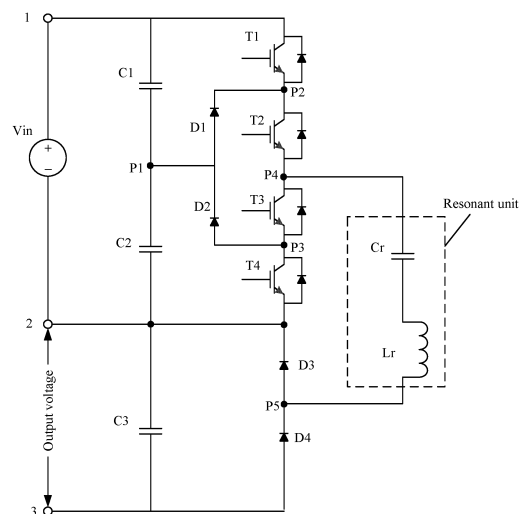 1
T1
C1
P2
D1
T2
Vin
+
−
P1
P4
Resonant unit
D2
T3
C2
P3
Cr
T4
2
Lr
D3
Output voltage
P5
C3
D4
3